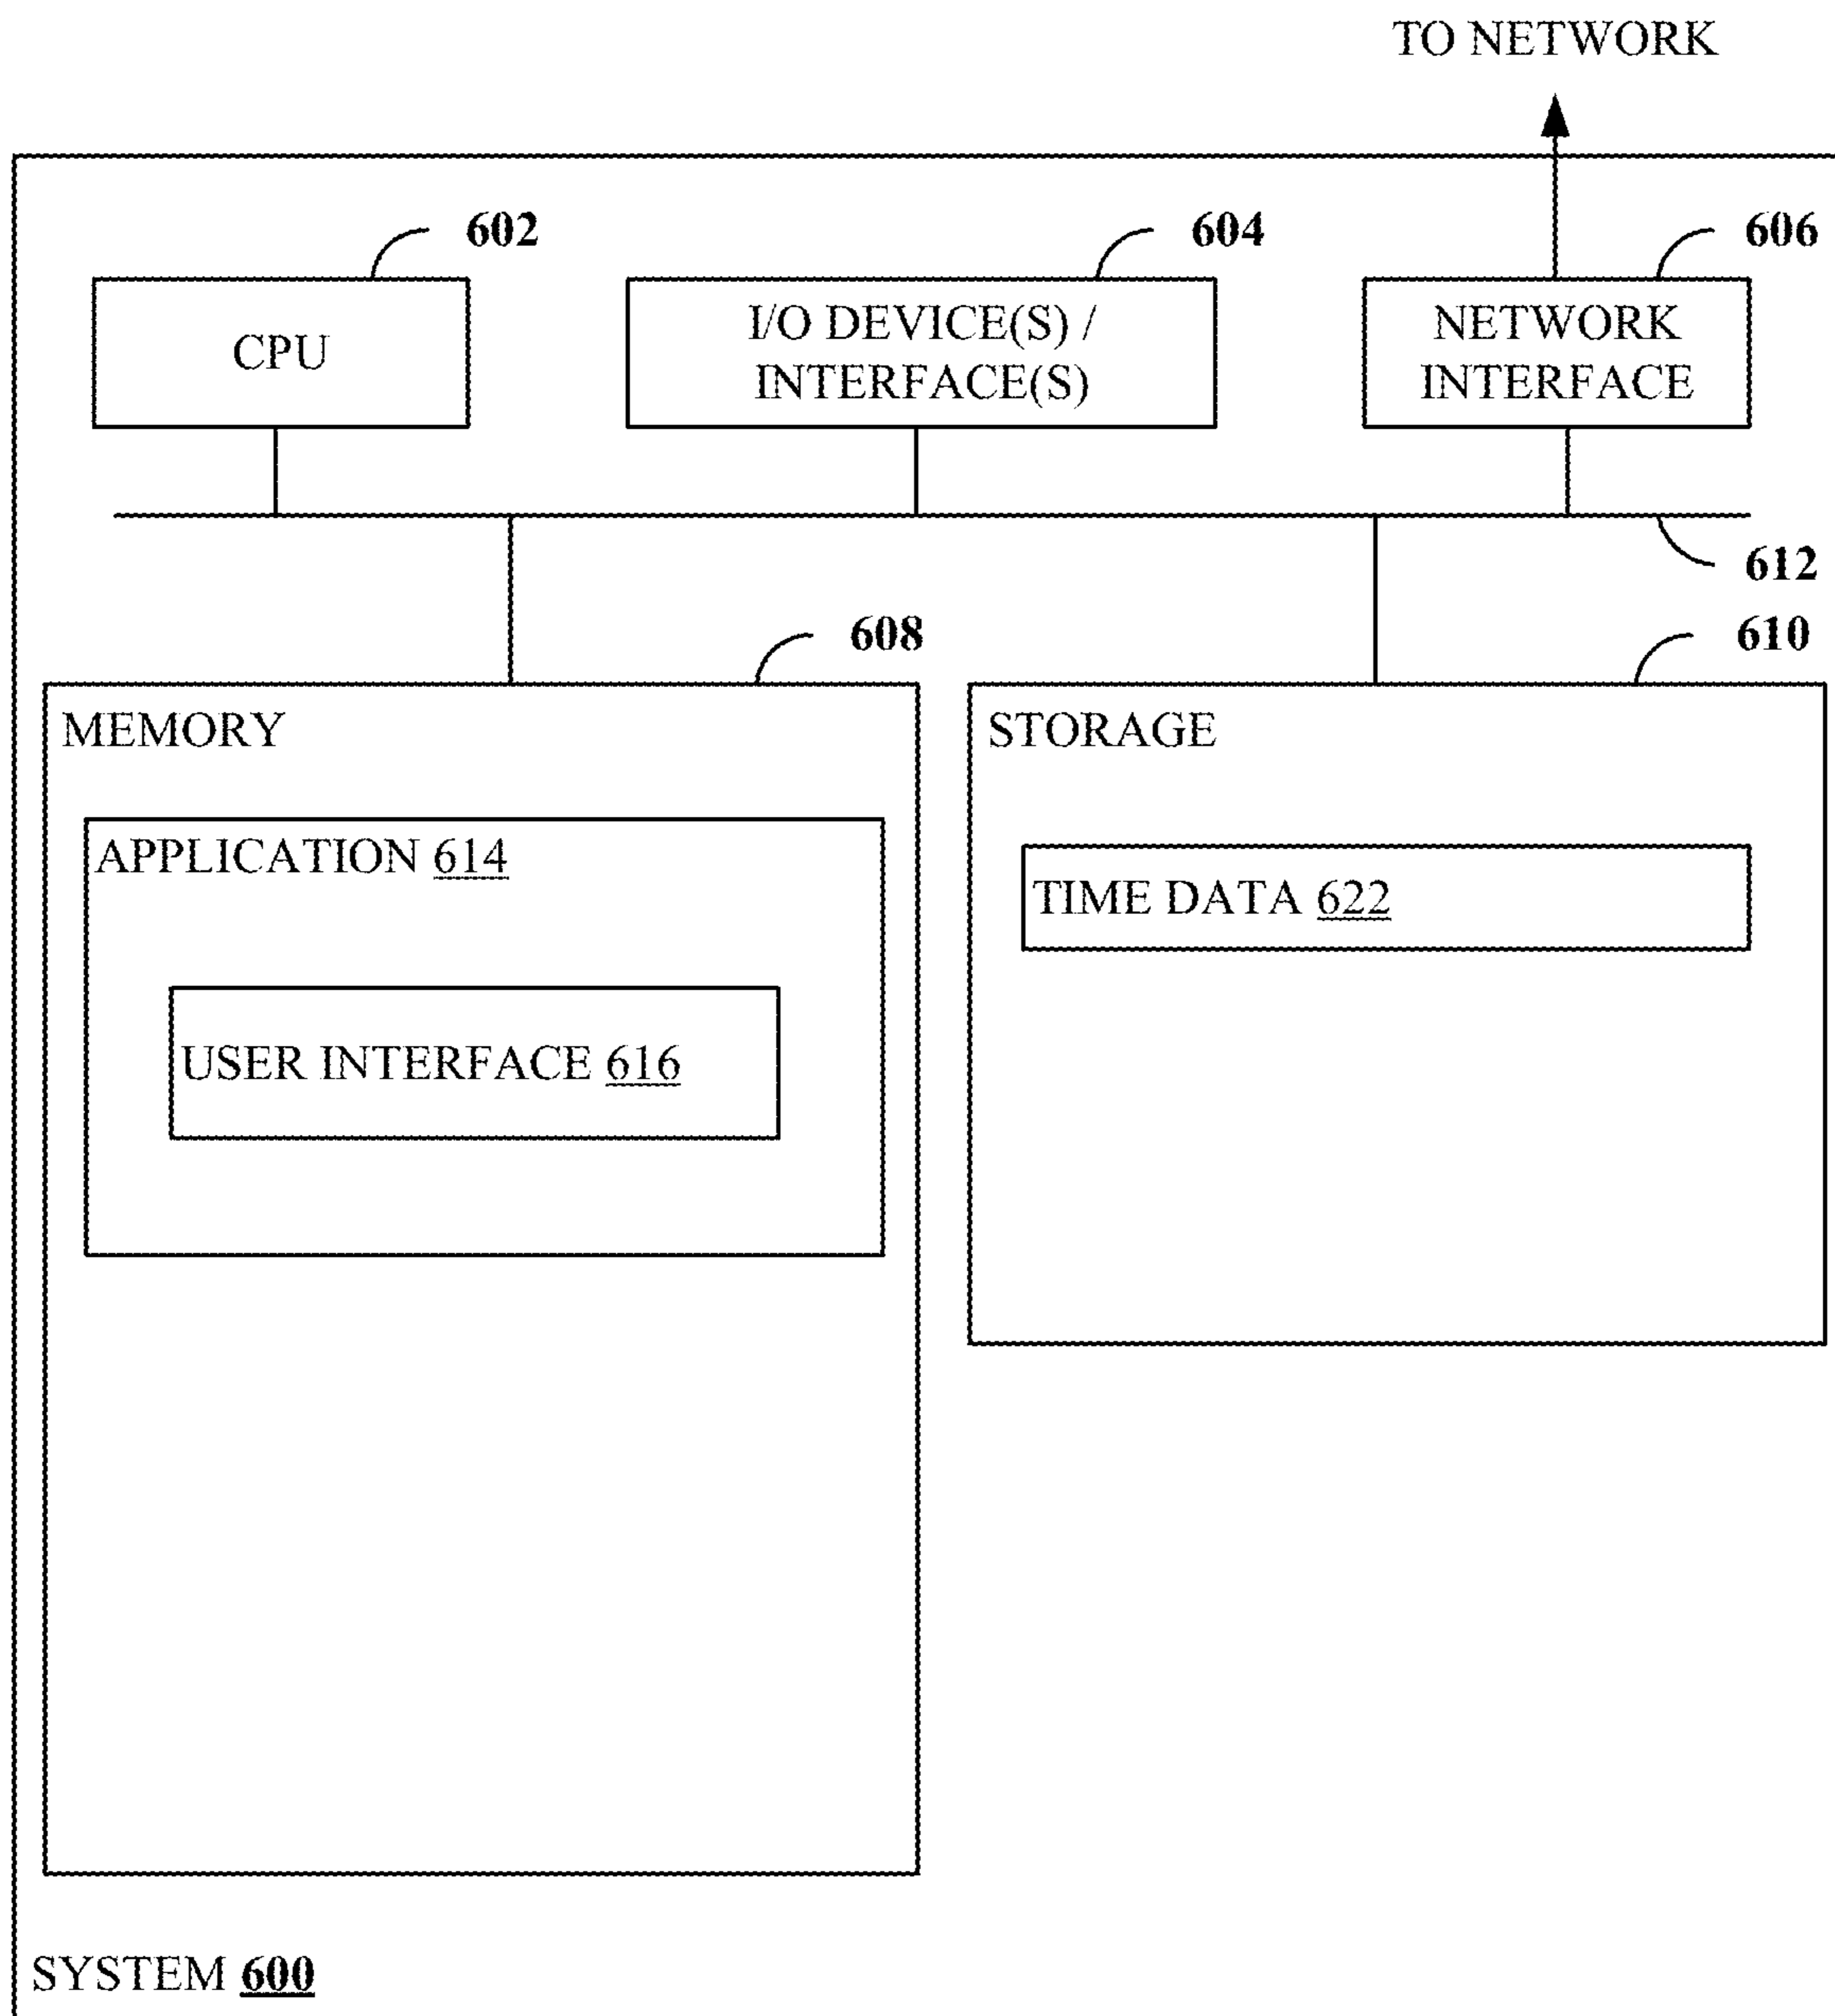 TO NETWORK
602
604
606
CPU
I/O DEVICE(S) /
INTERFACE(S)
NETWORK
INTERFACE
612
608
610
MEMORY
STORAGE
APPLICATION 614
TIME DATA 622
USER INTERFACE 616
SYSTEM 600